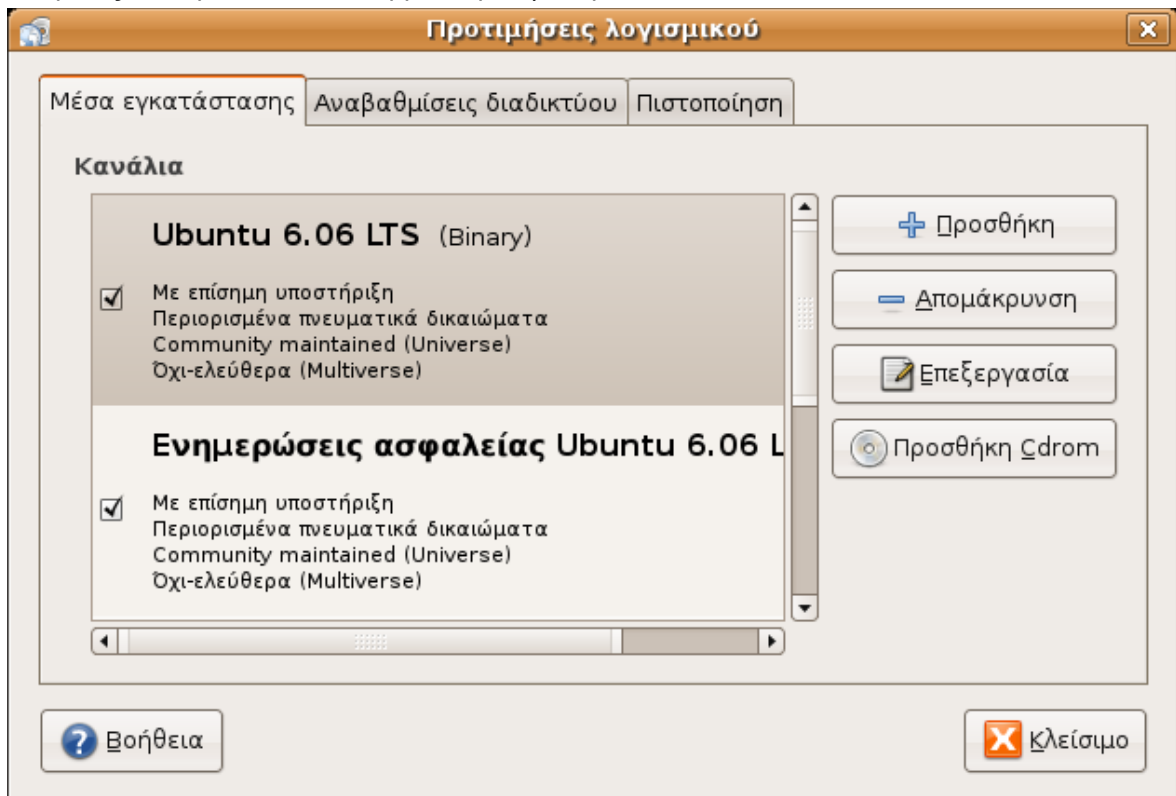 Προτιμήσεις λογισμικού
Μέσα εγκατάστασης
Αναβαθμίσεις διαδικτύου
Πιστοποίηση
Κανάλια
Ubuntu 6.06 LTS (Binary)
Με επίσημη υποστήριξη
Περιορισμένα πνευματικά δικαιώματα
Community maintained (Universe)
Όχι-ελεύθερα (Multiverse)
Ενημερώσεις ασφαλείας Ubuntu 6.06 L
Με επίσημη υποστήριξη
Περιορισμένα πνευματικά δικαιώματα
Community maintained (Universe)
Όχι-ελεύθερα (Multiverse)
Προσθήκη
Απομάκρυνση
Επεξεργασία
Προσθήκη Cdrom
Βοήθεια
Κλείσιμο